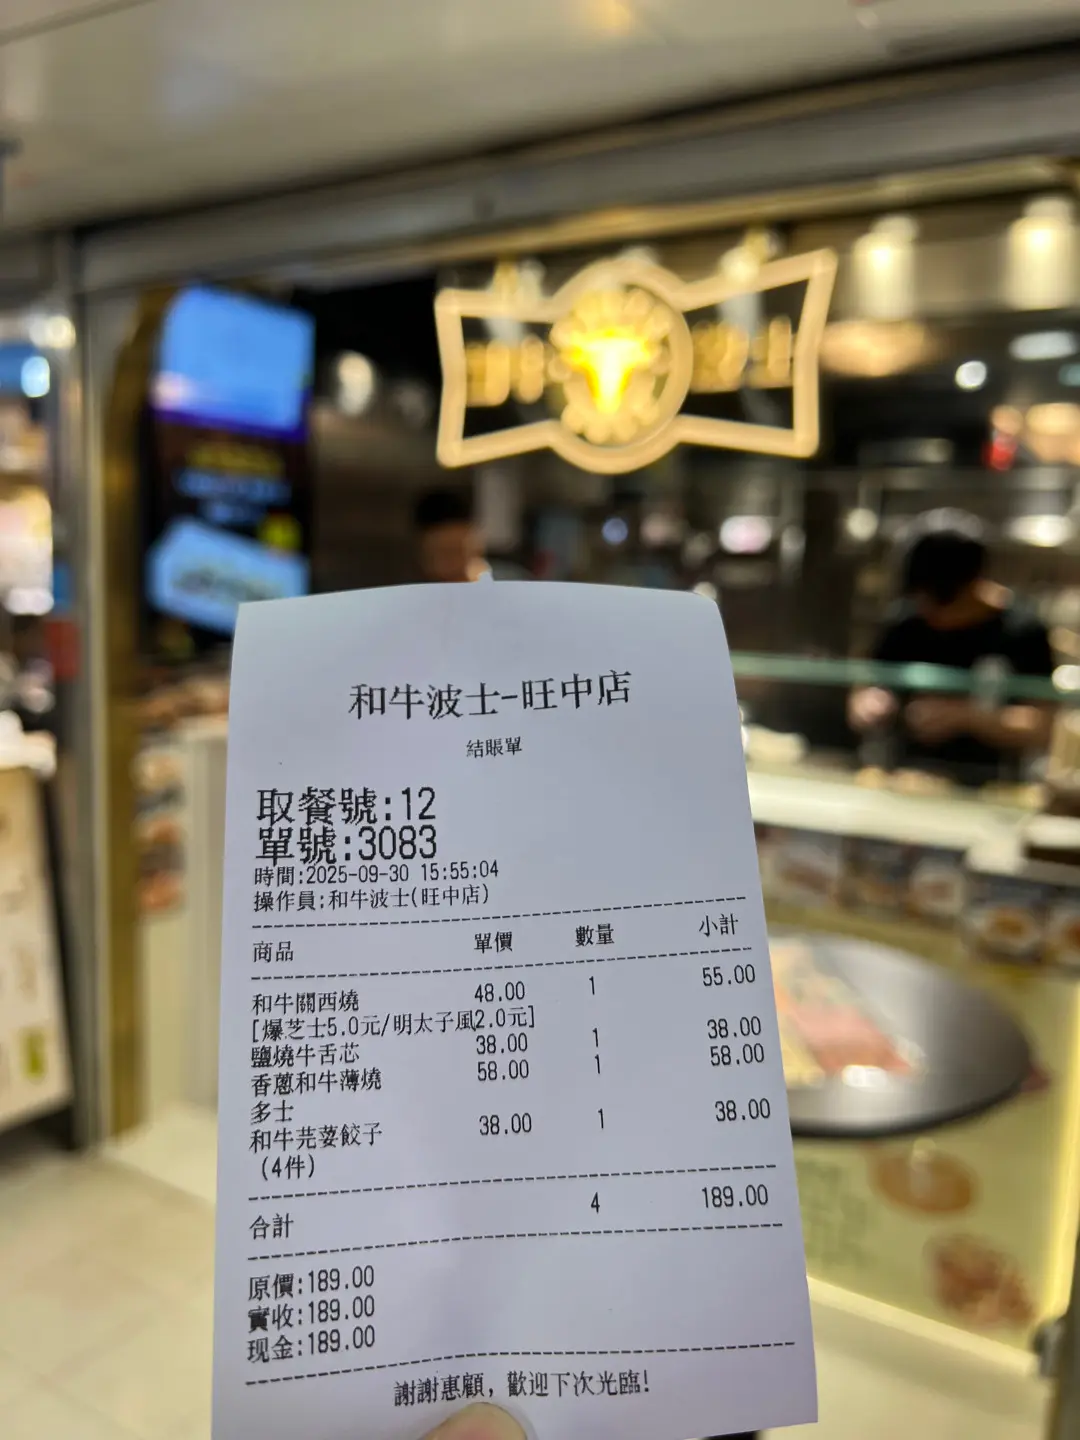 和牛波士-旺中店
結賬單
取餐號:12
單號:3083
時間:2025-09-30 15:55:04
操作員:和牛波士(旺中店)
商品 單價 數量 小計
和牛關西燒 48.00 1 55.00
[爆芝士5.0元/明太子風2.0元]
鹽燒牛舌芯 38.00 1 38.00
香蔥和牛薄燒 58.00 1 58.00
多士
和牛芫荽餃子 38.00 1 38.00
(4件)
合計 4 189.00
原價:189.00
實收:189.00
现金:189.00
謝謝惠顧，歡迎下次光臨!